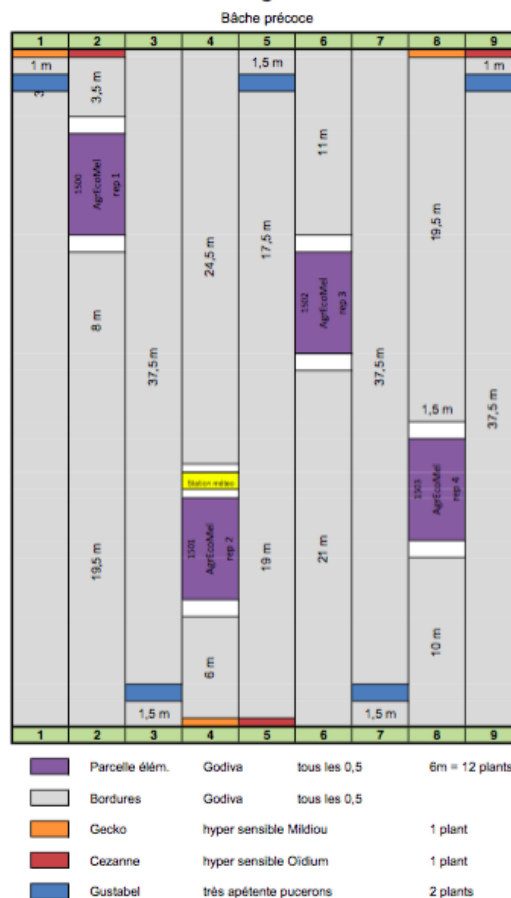 Bâche précoce
1 2 3 4 5 6 7 8 9
1 m
3,5 m
1500
AgrEcoMel
rep 1
8 m
19,5 m
37,5 m
1,5 m
24,5 m
Station météo
1501
AgrEcoMel
rep 2
6 m
1,5 m
17,5 m
19 m
11 m
1502
AgrEcoMel
rep 3
21 m
37,5 m
1,5 m
19,5 m
1,5 m
1503
AgrEcoMel
rep 4
10 m
1 m
37,5 m
1 2 3 4 5 6 7 8 9
Parcelle élém. Godiva tous les 0,5 6m = 12 plants
Bordures Godiva tous les 0,5
Gecko hyper sensible Mildiou 1 plant
Cezanne hyper sensible Oïdium 1 plant
Gustabel très apétente pucerons 2 plants